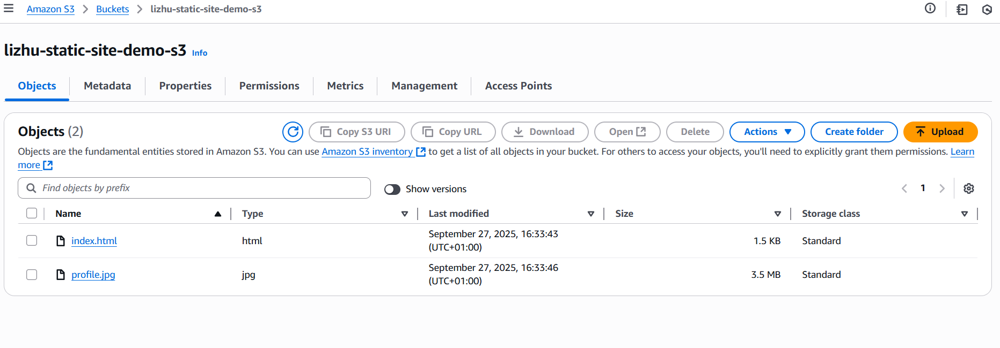 Amazon S3 > Buckets > lizhu-static-site-demo-s3
lizhu-static-site-demo-s3 Info
Objects Metadata Properties Permissions Metrics Management Access Points
Objects (2) Copy S3 URI Copy URL Download Open Delete Actions Create folder Upload
Objects are the fundamental entities stored in Amazon S3. You can use Amazon S3 inventory to get a list of all objects in your bucket. For others to access your objects, you'll need to explicitly grant them permissions. Learn
more
Find objects by prefix Show versions 1
Name Type Last modified Size Storage class
index.html html September 27, 2025, 16:33:43 1.5 KB Standard
(UTC+01:00)
profile.jpg jpg September 27, 2025, 16:33:46 3.5 MB Standard
(UTC+01:00)